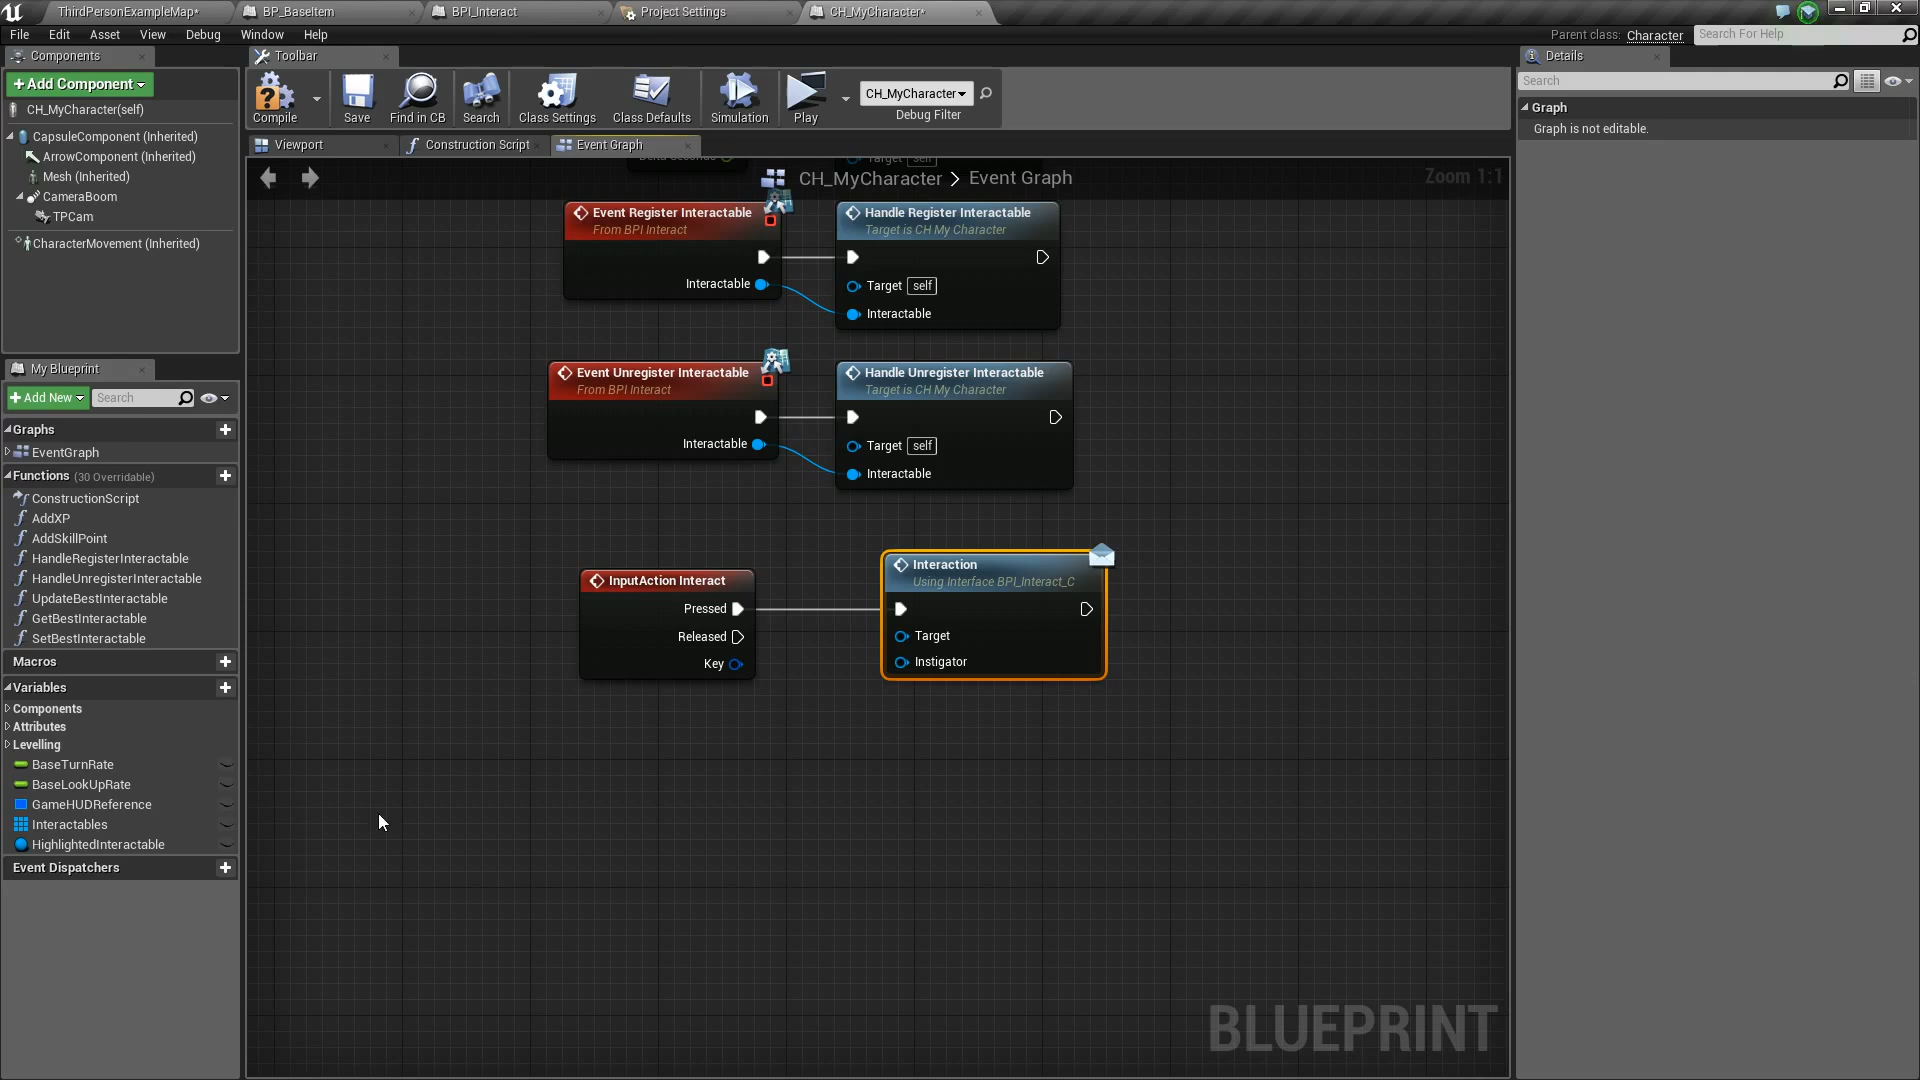 ThirdPersonExampleMap*
BP_BaseItem
BPI_Interact
Project Settings
CH_MyCharacter*
File
Edit
Asset
View
Debug
Window
Help
Parent class: Character
Search For Help
Components
Toolbar
Details
+Add Component
CH_MyCharacter(self)
CapsuleComponent (Inherited)
ArrowComponent (Inherited)
Mesh (Inherited)
CameraBoom
TPCam
CharacterMovement (Inherited)
Compile
Save
Find in CB
Search
Class Settings
Class Defaults
Simulation
Play
CH_MyCharacter
Debug Filter
Search
Graph
Graph is not editable.
Viewport
Construction Script
Event Graph
Delta Seconds
Target self
CH_MyCharacter > Event Graph
Zoom 1:1
Event Register Interactable
From BPI Interact
Interactable
Handle Register Interactable
Target is CH My Character
Target self
Interactable
Event Unregister Interactable
From BPI Interact
Interactable
Handle Unregister Interactable
Target is CH My Character
Target self
Interactable
InputAction Interact
Pressed
Released
Key
Interaction
Using Interface BPI_Interact_C
Target
Instigator
My Blueprint
+Add New
Search
Graphs
EventGraph
Functions (30 Overridable)
ConstructionScript
AddXP
AddSkillPoint
HandleRegisterInteractable
HandleUnregisterInteractable
UpdateBestInteractable
GetBestInteractable
SetBestInteractable
Macros
Variables
Components
Attributes
Levelling
BaseTurnRate
BaseLookUpRate
GameHUDReference
Interactables
HighlightedInteractable
Event Dispatchers
BLUEPRINT